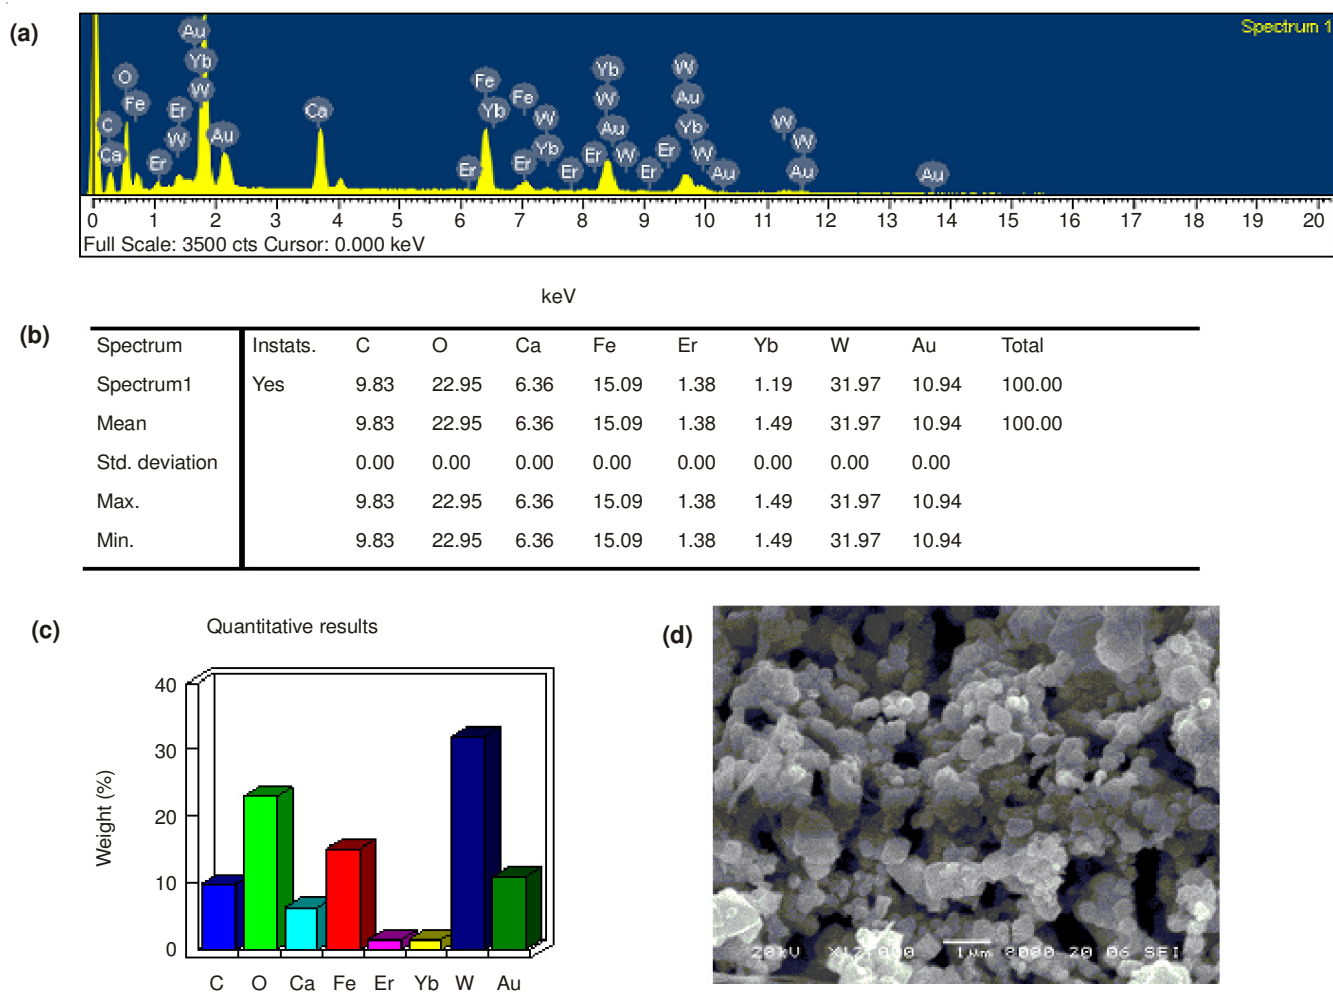 (a)
Spectrum 1
Au
Yb
W
O
Fe
C
Ca
Er
Er
W
Au
Ca
Fe
Yb
Er
Fe
Er
W
Yb
Er
Yb
W
Au
Er
W
Er
Er
W
Au
Yb
W
Au
W
W
Au
Au
0 1 2 3 4 5 6 7 8 9 10 11 12 13 14 15 16 17 18 19 20
Full Scale: 3500 cts Cursor: 0.000 keV
keV
(b)
Spectrum Instats. C O Ca Fe Er Yb W Au Total
Spectrum1 Yes 9.83 22.95 6.36 15.09 1.38 1.19 31.97 10.94 100.00
Mean 9.83 22.95 6.36 15.09 1.38 1.49 31.97 10.94 100.00
Std. deviation 0.00 0.00 0.00 0.00 0.00 0.00 0.00 0.00
Max. 9.83 22.95 6.36 15.09 1.38 1.49 31.97 10.94
Min. 9.83 22.95 6.36 15.09 1.38 1.49 31.97 10.94
(c)
Quantitative results
40
30
20
10
0
Weight (%)
C O Ca Fe Er Yb W Au
(d)
20kV X12,000 1µm 0000 20 06 SEI